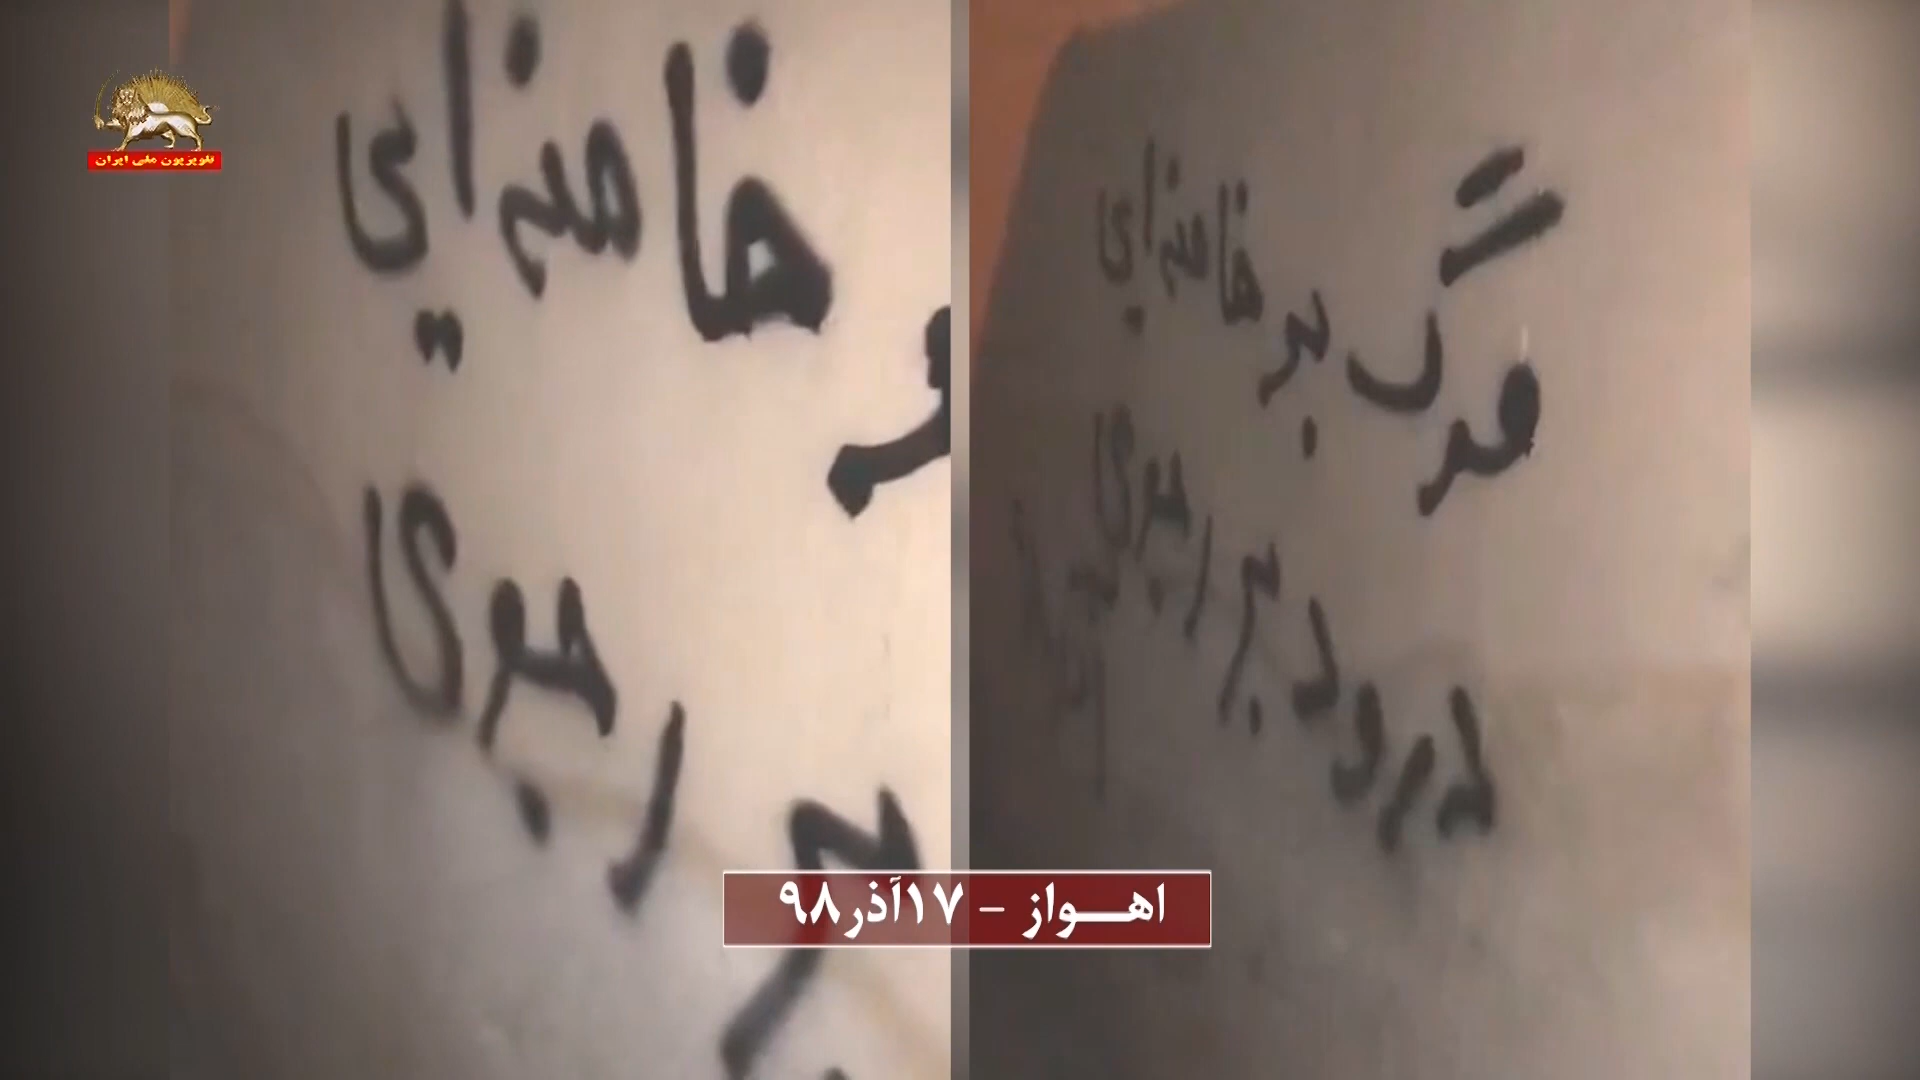 تلویزیون ملی ایران
خامنه‌ای
رجوی
مرگ بر خامنه‌ای
درود بر رجوی
اهواز - ۱۷آذر۹۸